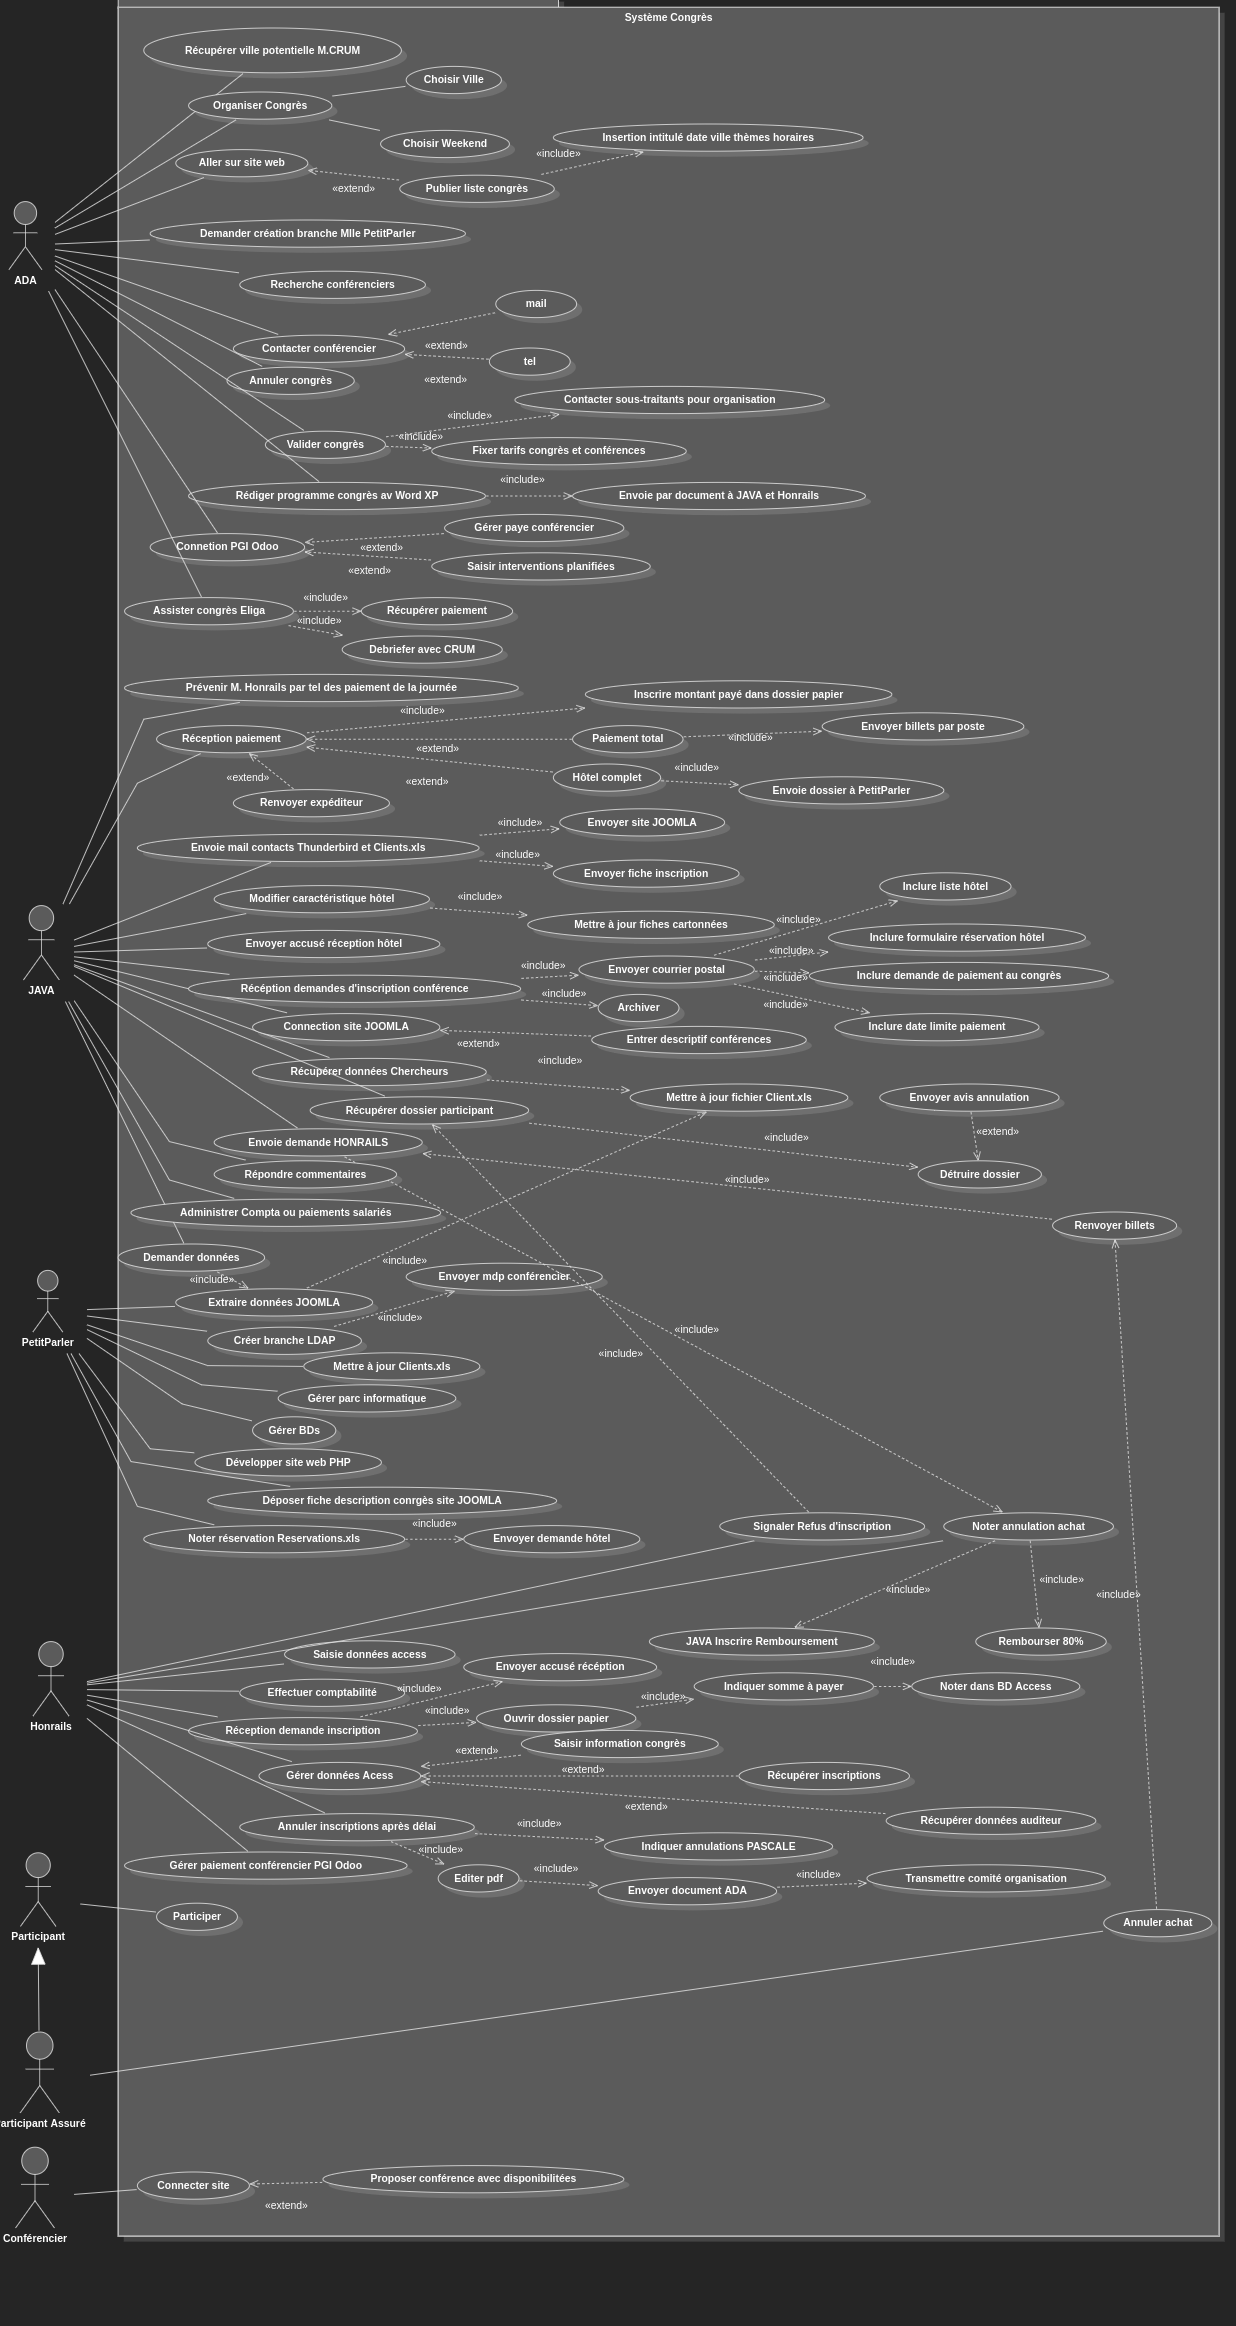 Système Congrès
Récupérer ville potentielle M.CRUM
Choisir Ville
Organiser Congrès
Insertion intitulé date ville thèmes horaires
Choisir Weekend
«include»
Aller sur site web
«extend»
Publier liste congrès
Demander création branche Mlle PetitParler
ADA
Recherche conférenciers
mail
Contacter conférencier
«extend»
tel
Annuler congrès
«extend»
Contacter sous-traitants pour organisation
«include»
Valider congrès
«include»
Fixer tarifs congrès et conférences
«include»
Rédiger programme congrès av Word XP
Envoie par document à JAVA et Honrails
Gérer paye conférencier
Connetion PGI Odoo
«extend»
Saisir interventions planifiées
«extend»
«include»
Assister congrès Eliga
Récupérer paiement
«include»
Debriefer avec CRUM
Prévenir M. Honrails par tel des paiement de la journée
Inscrire montant payé dans dossier papier
«include»
Envoyer billets par poste
Réception paiement
Paiement total
«include»
«extend»
«include»
«extend»
Hôtel complet
«extend»
Envoie dossier à PetitParler
Renvoyer expéditeur
«include»
Envoyer site JOOMLA
Envoie mail contacts Thunderbird et Clients.xls
«include»
Envoyer fiche inscription
Inclure liste hôtel
Modifier caractéristique hôtel
«include»
Mettre à jour fiches cartonnées
«include»
Envoyer accusé réception hôtel
Inclure formulaire réservation hôtel
«include»
«include»
Envoyer courrier postal
«include»
Inclure demande de paiement au congrès
JAVA
Récéption demandes d'inscription conférence
«include»
Archiver
«include»
Connection site JOOMLA
Inclure date limite paiement
«extend»
Entrer descriptif conférences
«include»
Récupérer données Chercheurs
Mettre à jour fichier Client.xls
Envoyer avis annulation
Récupérer dossier participant
«include»
«extend»
Envoie demande HONRAILS
Répondre commentaires
«include»
Détruire dossier
Administrer Compta ou paiements salariés
Renvoyer billets
Demander données
«include»
«include»
Envoyer mdp conférencier
Extraire données JOOMLA
«include»
«include»
PetitParler
Créer branche LDAP
«include»
Mettre à jour Clients.xls
Gérer parc informatique
Gérer BDs
Développer site web PHP
Déposer fiche description conrgès site JOOMLA
«include»
Noter réservation Reservations.xls
Envoyer demande hôtel
Signaler Refus d'inscription
Noter annulation achat
«include»
«include»
«include»
JAVA Inscrire Remboursement
Rembourser 80%
Saisie données access
«include»
Envoyer accusé récéption
Effectuer comptabilité
«include»
«include»
Indiquer somme à payer
Noter dans BD Access
Honrails
Réception demande inscription
«include»
Ouvrir dossier papier
Saisir information congrès
«extend»
Gérer données Acess
«extend»
Récupérer inscriptions
«extend»
Récupérer données auditeur
Annuler inscriptions après délai
«include»
Indiquer annulations PASCALE
«include»
Gérer paiement conférencier PGI Odoo
Editer pdf
«include»
Envoyer document ADA
«include»
Transmettre comité organisation
Participer
Annuler achat
Participant
articipant Assuré
Connecter site
Proposer conférence avec disponibilitées
«extend»
Conférencier